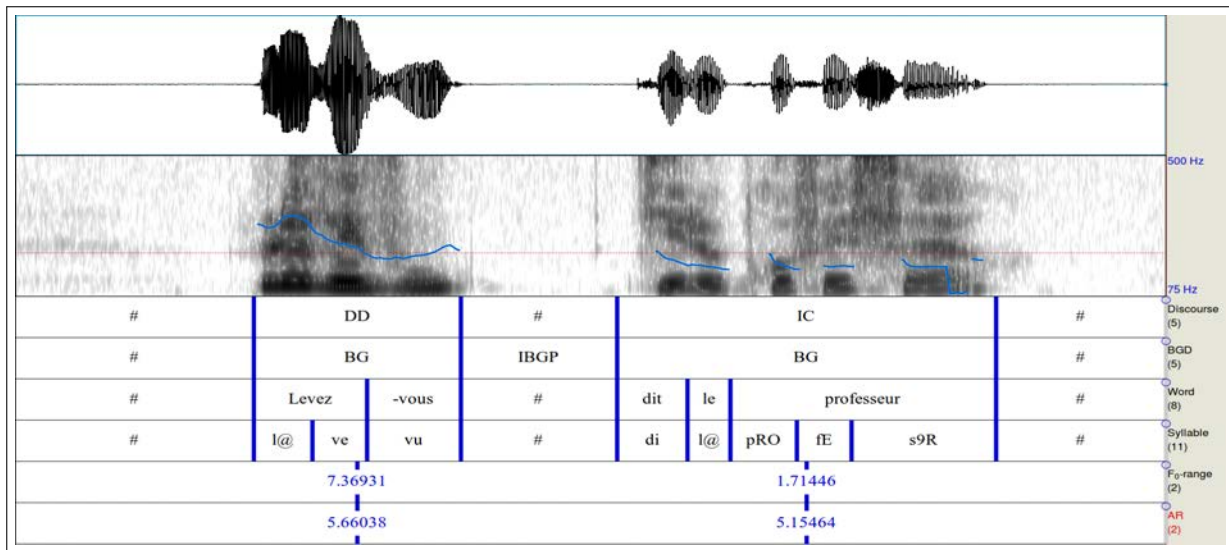 500 Hz
75 Hz
# DD # IC # Discourse (5)
# BG IBGP BG # BGD (5)
# Levez -vous # dit le professeur # Word (8)
# l@ ve vu # di l@ pRO fE s9R # Syllable (11)
7.36931 1.71446 F0-range (2)
5.66038 5.15464 AR (2)